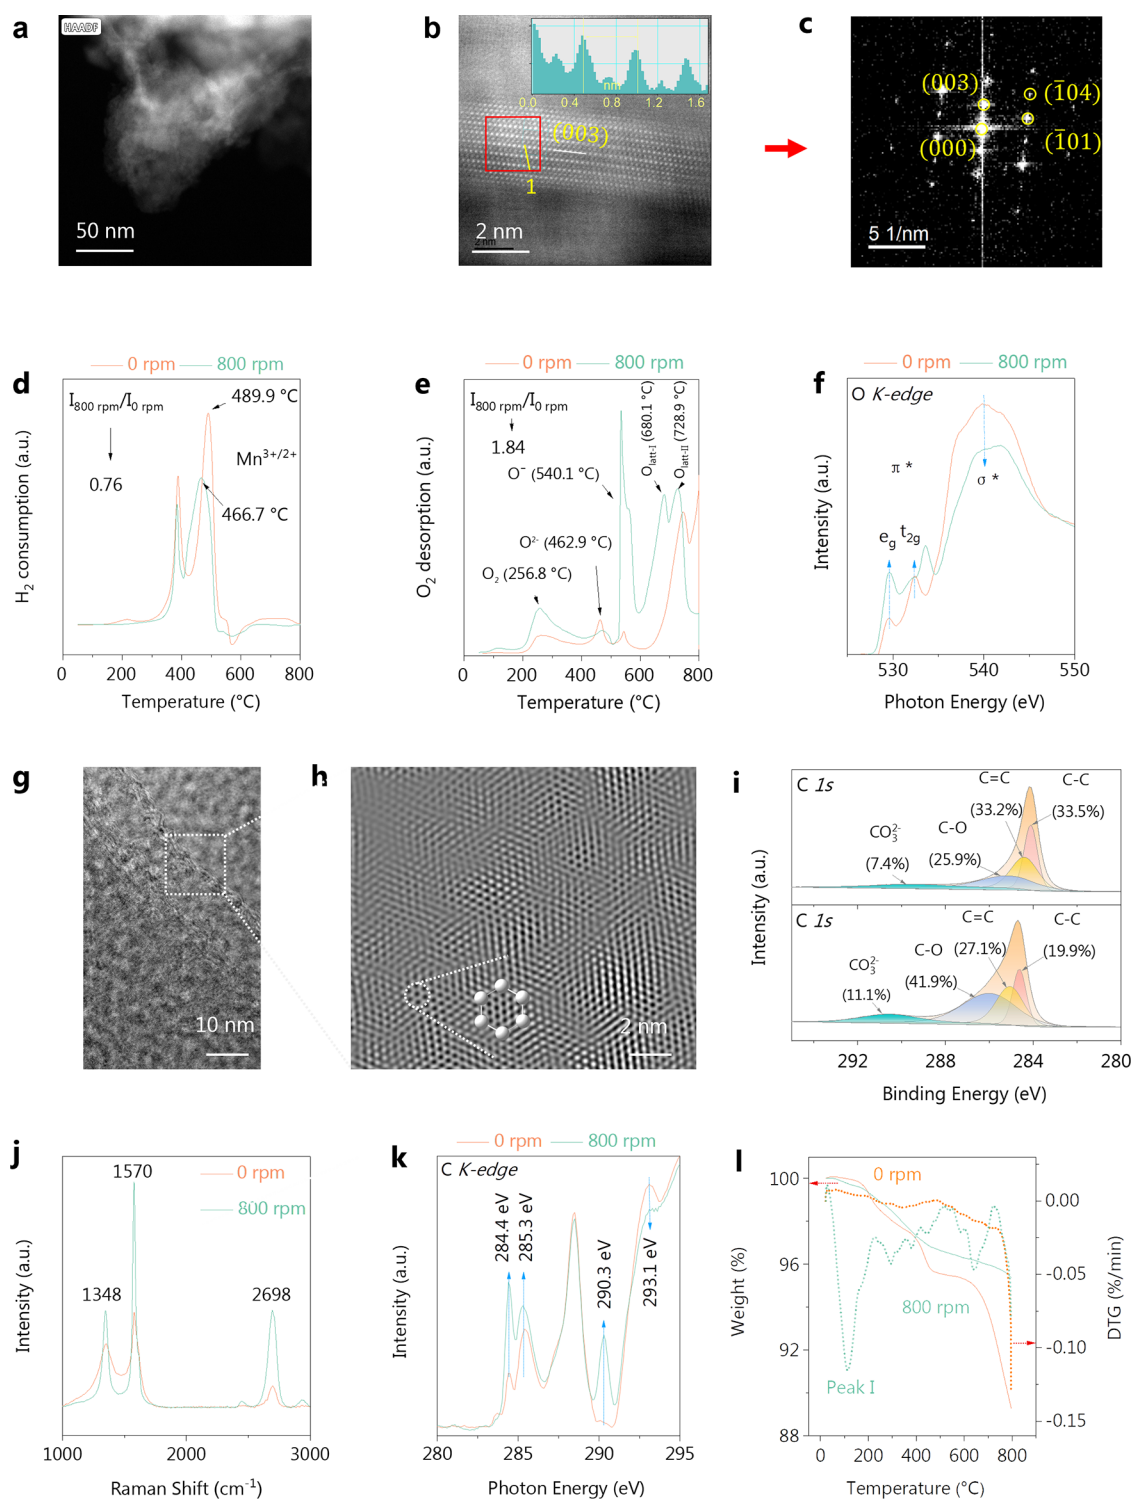 a
HAADF
50 nm
b
0.0 0.4 0.8 1.2 1.6
nm
(003)
1
2 nm
2 nm
c
(003)
(1̄04)
(000)
(1̄01)
5 1/nm
0 rpm 800 rpm
d
I800 rpm/I0 rpm
0.76
489.9 °C
Mn3+/2+
466.7 °C
H2 consumption (a.u.)
0 200 400 600 800
Temperature (°C)
0 rpm 800 rpm
e
I800 rpm/I0 rpm
1.84
O− (540.1 °C)
O2- (462.9 °C)
O2 (256.8 °C)
Olatt-I (680.1 °C)
Olatt-II (728.9 °C)
O2 desorption (a.u.)
0 200 400 600 800
Temperature (°C)
0 rpm 800 rpm
f
O K-edge
π *
σ *
eg t2g
Intensity (a.u.)
530 540 550
Photon Energy (eV)
g
10 nm
h
2 nm
i
C 1s
C=C
(33.2%)
C-C
(33.5%)
CO32-
(7.4%)
C-O
(25.9%)
C 1s
C=C
(27.1%)
C-C
(19.9%)
C-O
(41.9%)
CO32-
(11.1%)
Intensity (a.u.)
292 288 284 280
Binding Energy (eV)
j
0 rpm
800 rpm
1570
1348
2698
Intensity (a.u.)
1000 2000 3000
Raman Shift (cm-1)
0 rpm 800 rpm
k
C K-edge
284.4 eV
285.3 eV
290.3 eV
293.1 eV
Intensity (a.u.)
280 285 290 295
Photon Energy (eV)
l
0 rpm
800 rpm
Peak I
Weight (%)
100
96
92
88
DTG (%/min)
0.00
-0.05
-0.10
-0.15
0 200 400 600 800
Temperature (°C)